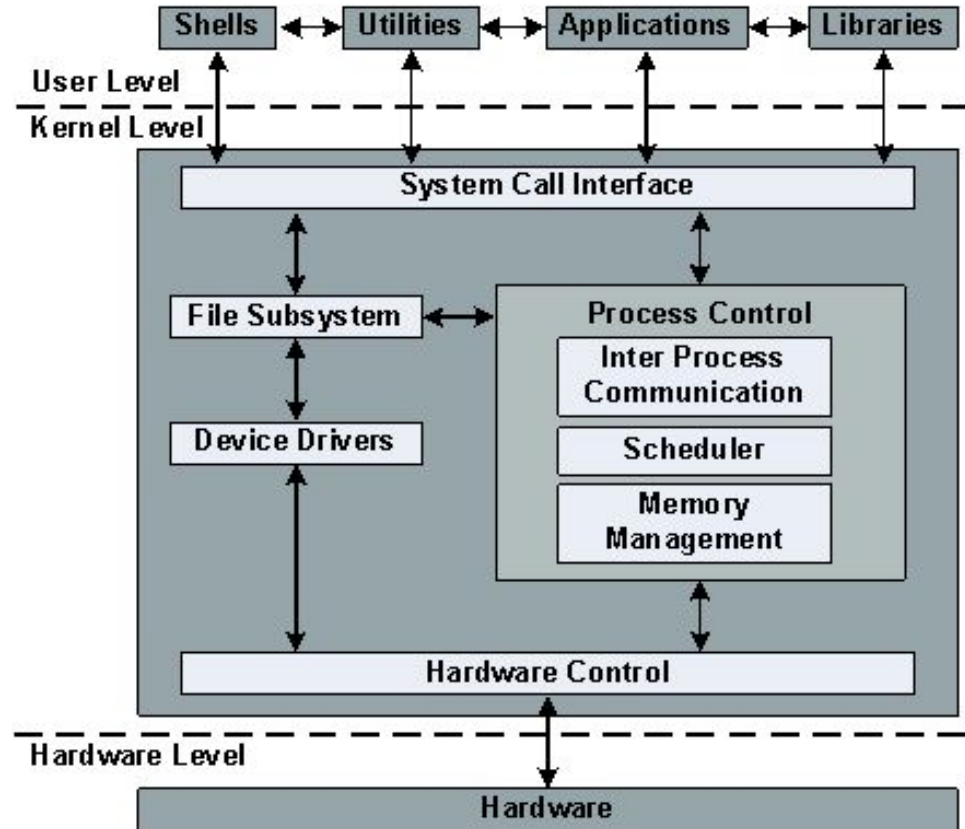 Shells
Utilities
Applications
Libraries
User Level
Kernel Level
System Call Interface
File Subsystem
Process Control
Inter Process
Communication
Device Drivers
Scheduler
Memory
Management
Hardware Control
Hardware Level
Hardware